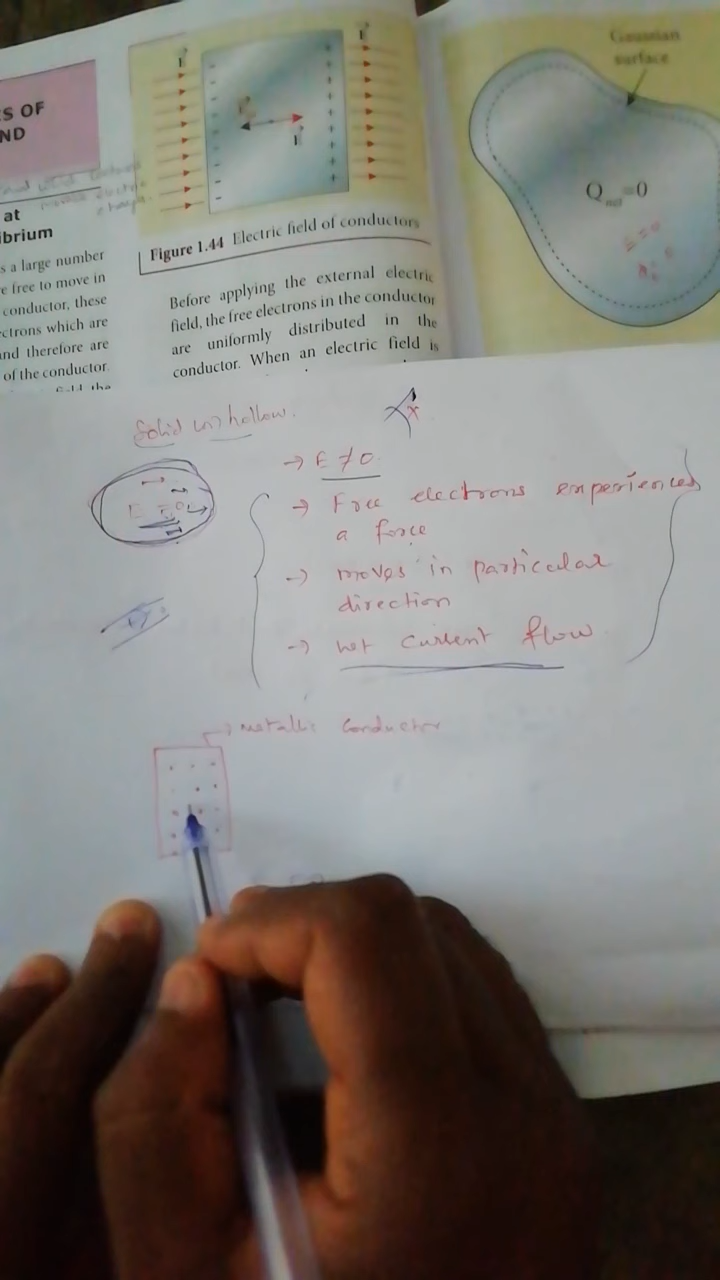 S OF
ND
at
ibrium
s a large number
e free to move in
conductor, these
ctrons which are
nd therefore are
of the conductor.
Figure 1.44 Electric field of conductors
Before applying the external electric
field, the free electrons in the conductor
are uniformly distributed in the
conductor. When an electric field is
Gaussian
surface
Qnet=0
E=0
Solid (or) hollow.
→ E ≠ 0.
→ Free electrons experiences
a force
→ moves in particular
direction
→ net current flow
→ metallic conductor